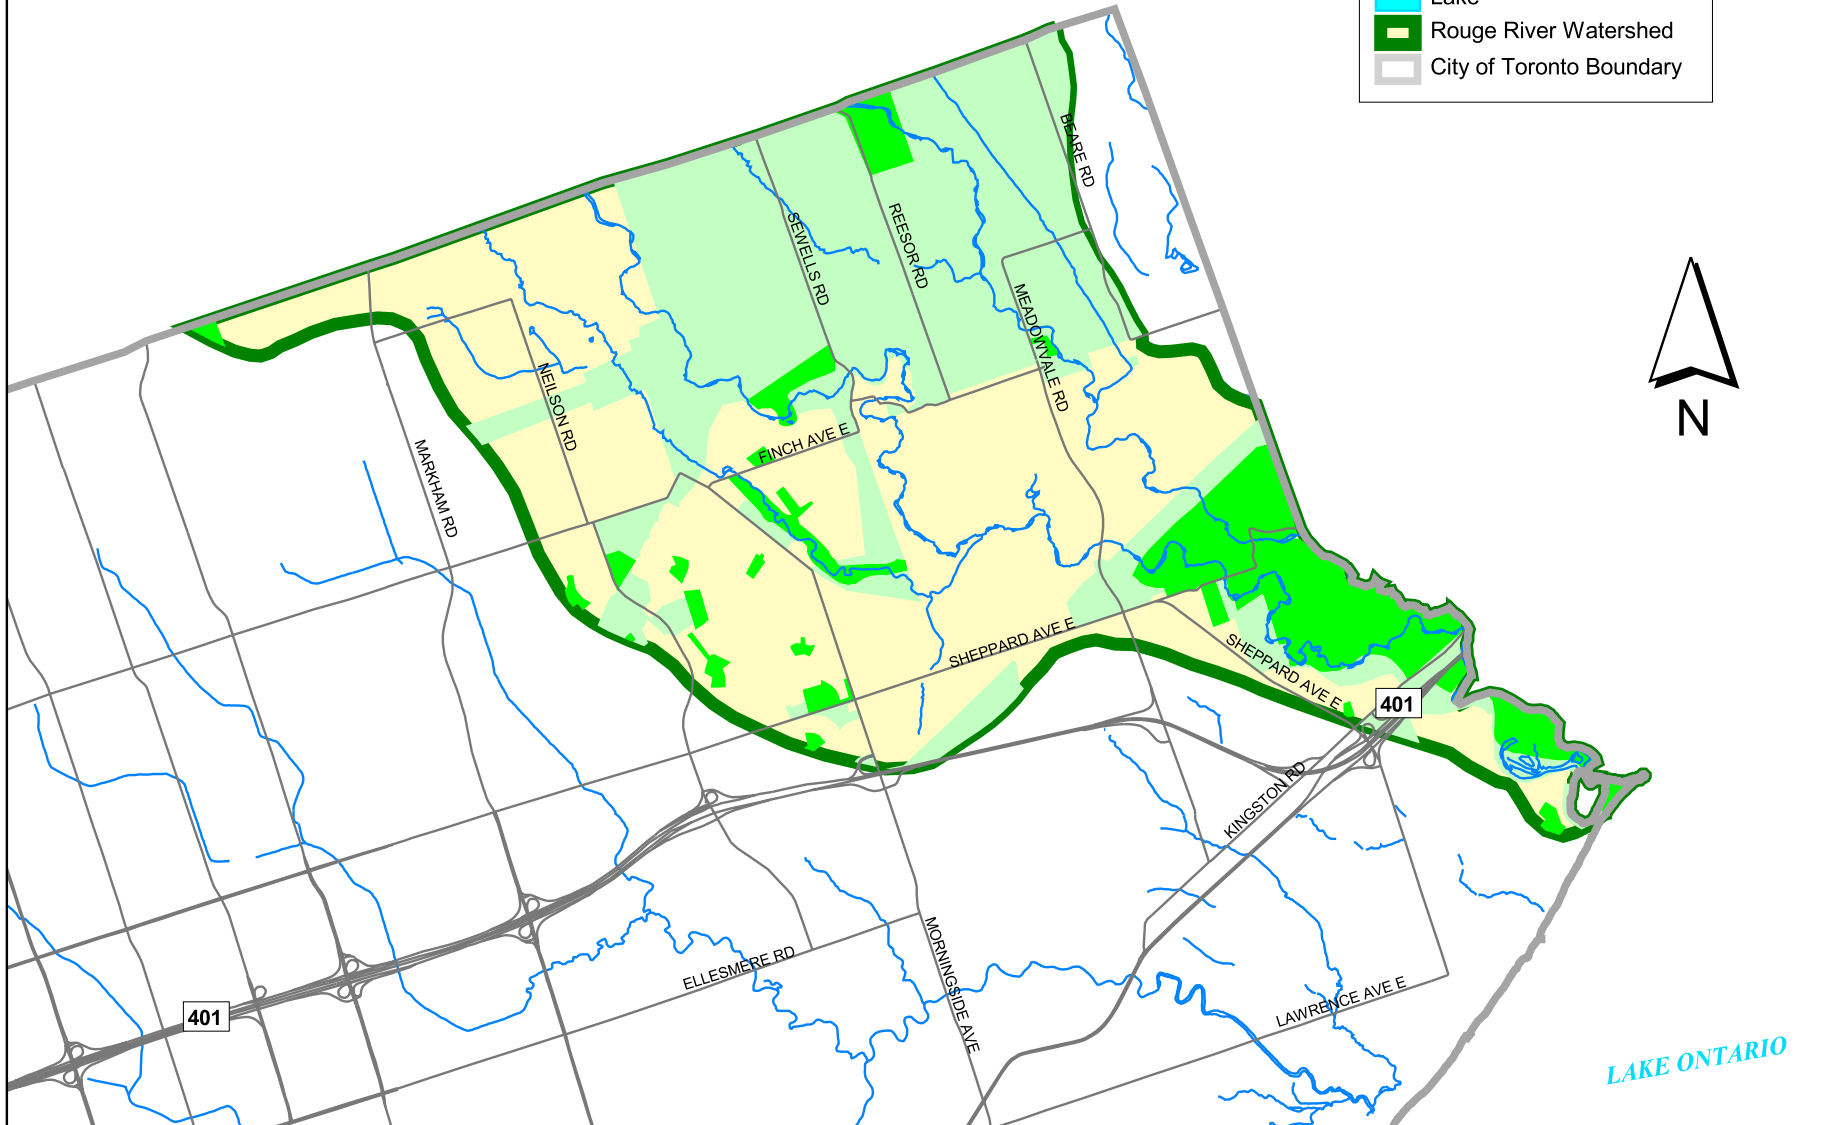 Lake
Rouge River Watershed
City of Toronto Boundary
BEARE RD
SEWELLS RD
REESOR RD
MEADOWVALE RD
N
NEILSON RD
FINCH AVE E
MARKHAM RD
SHEPPARD AVE E
SHEPPARD AVE E
401
KINGSTON RD
ELLESMERE RD
MORNINGSIDE AVE
LAWRENCE AVE E
401
LAKE ONTARIO